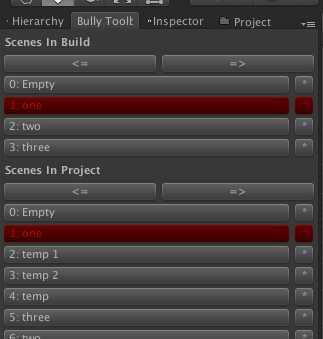 Hierarchy Bully Toolb Inspector Project
Scenes In Build
<= =>
0: Empty *
1: one *
2: two *
3: three *
Scenes In Project
<= =>
0: Empty *
1: one *
2: temp 1 *
3: temp 2 *
4: temp *
5: three *
6: two *